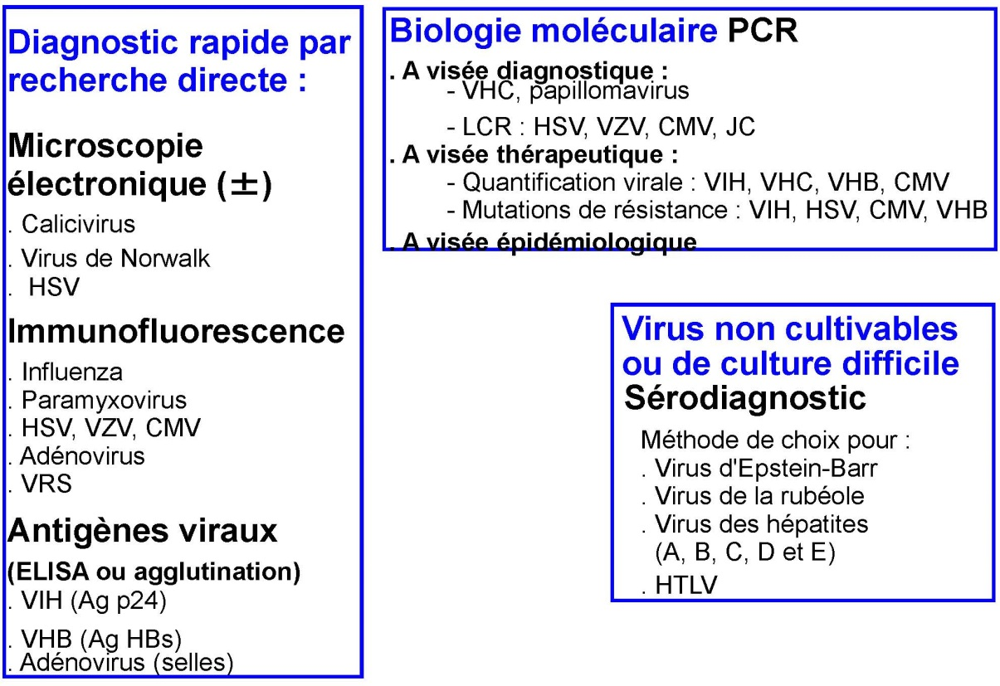 Diagnostic rapide par
recherche directe :
Microscopie
électronique (±)
. Calicivirus
. Virus de Norwalk
. HSV
Immunofluorescence
. Influenza
. Paramyxovirus
. HSV, VZV, CMV
. Adénovirus
. VRS
Antigènes viraux
(ELISA ou agglutination)
. VIH (Ag p24)
. VHB (Ag HBs)
. Adénovirus (selles)
Biologie moléculaire PCR
. A visée diagnostique :
- VHC, papillomavirus
- LCR : HSV, VZV, CMV, JC
. A visée thérapeutique :
- Quantification virale : VIH, VHC, VHB, CMV
- Mutations de résistance : VIH, HSV, CMV, VHB
. A visée épidémiologique
Virus non cultivables
ou de culture difficile
Sérodiagnostic
Méthode de choix pour :
. Virus d'Epstein-Barr
. Virus de la rubéole
. Virus des hépatites
(A, B, C, D et E)
. HTLV